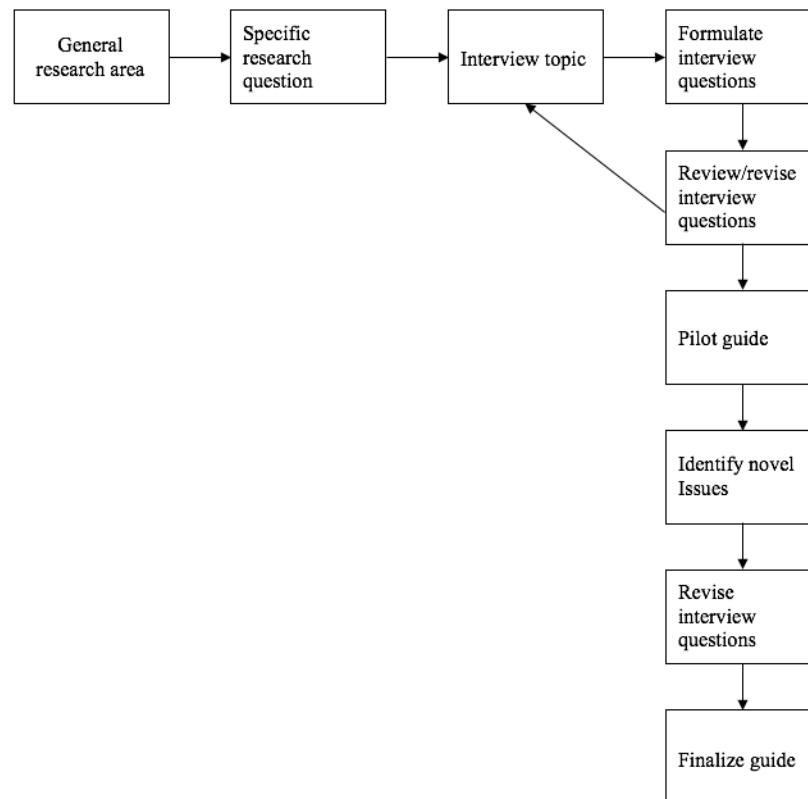 General
research area
Specific
research
question
Interview topic
Formulate
interview
questions
Review/revise
interview
questions
Pilot guide
Identify novel
Issues
Revise
interview
questions
Finalize guide